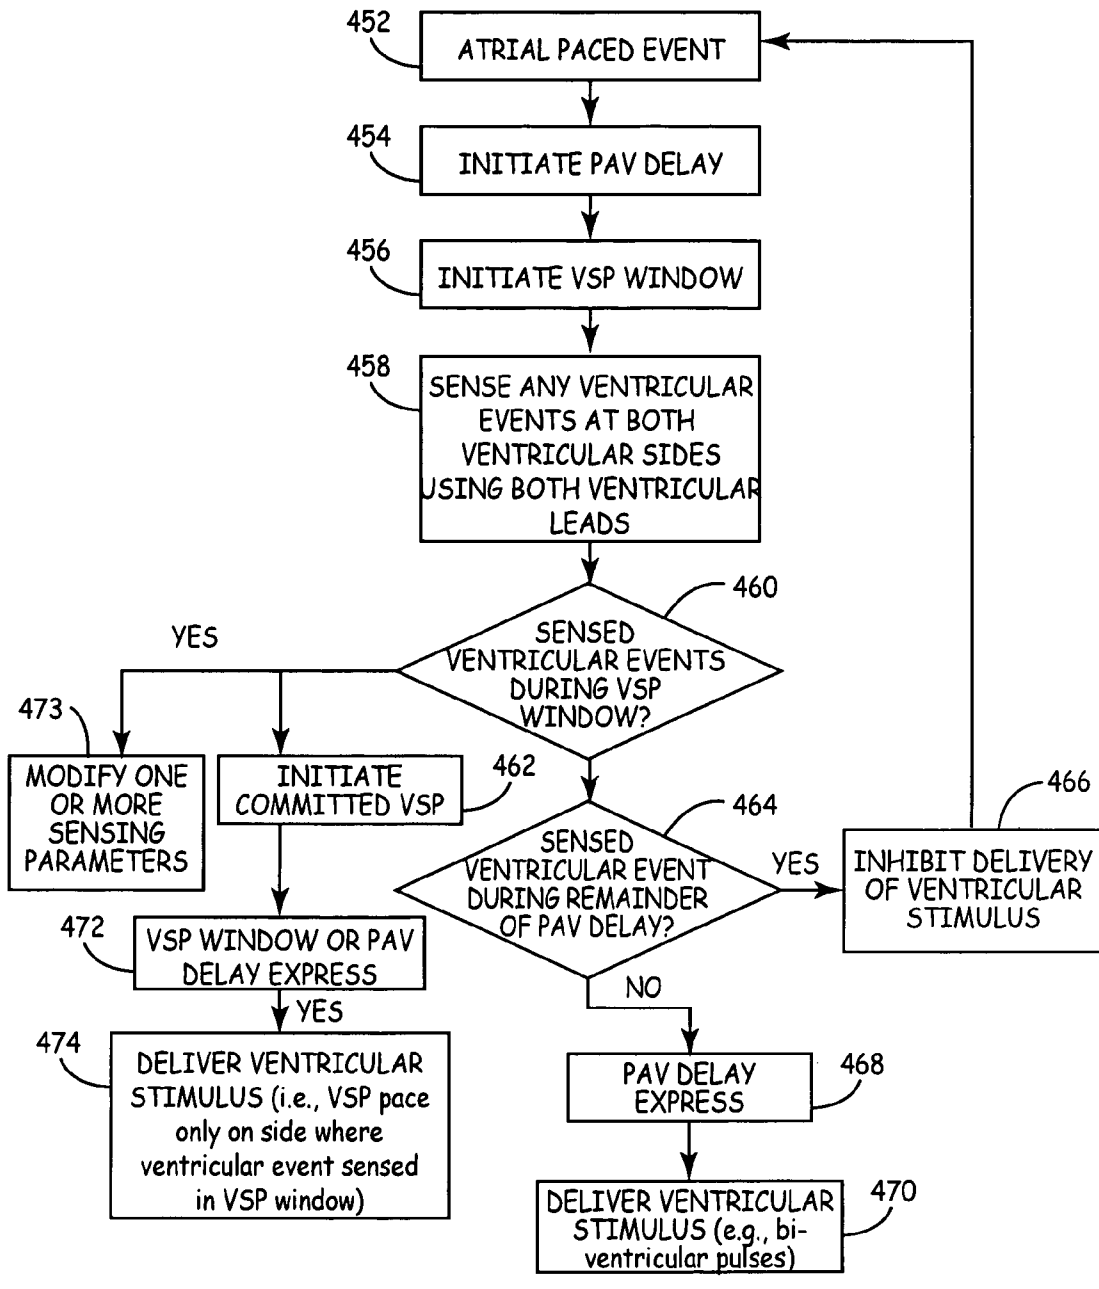 452
ATRIAL PACED EVENT
454
INITIATE PAV DELAY
456
INITIATE VSP WINDOW
458
SENSE ANY VENTRICULAR
EVENTS AT BOTH
VENTRICULAR SIDES
USING BOTH VENTRICULAR
LEADS
460
SENSED
VENTRICULAR EVENTS
DURING VSP
WINDOW?
YES
473
MODIFY ONE
OR MORE
SENSING
PARAMETERS
462
INITIATE
COMMITTED VSP
464
SENSED
VENTRICULAR EVENT
DURING REMAINDER
OF PAV DELAY?
YES
466
INHIBIT DELIVERY
OF VENTRICULAR
STIMULUS
472
VSP WINDOW OR PAV
DELAY EXPRESS
YES
NO
474
DELIVER VENTRICULAR
STIMULUS (i.e., VSP pace
only on side where
ventricular event sensed
in VSP window)
468
PAV DELAY
EXPRESS
470
DELIVER VENTRICULAR
STIMULUS (e.g., bi-
ventricular pulses)